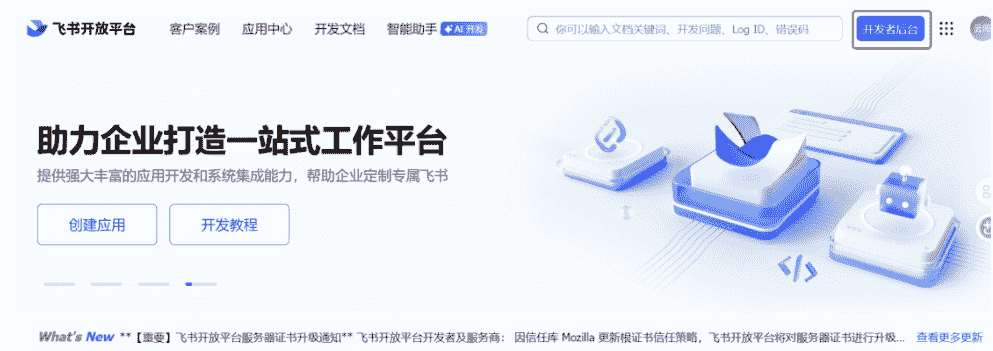 飞书开放平台 客户案例 应用中心 开发文档 智能助手 AI 开发 你可以输入文档关键词、开发问题、Log ID、错误码 开发者后台
助力企业打造一站式工作平台
提供强大丰富的应用开发和系统集成能力，帮助企业定制专属飞书
创建应用 开发教程
</>
What's New **【重要】飞书开放平台服务器证书升级通知** 飞书开放平台开发者及服务商： 因信任库 Mozilla 更新根证书信任策略，飞书开放平台将对服务器证书进行升级... 查看更多更新